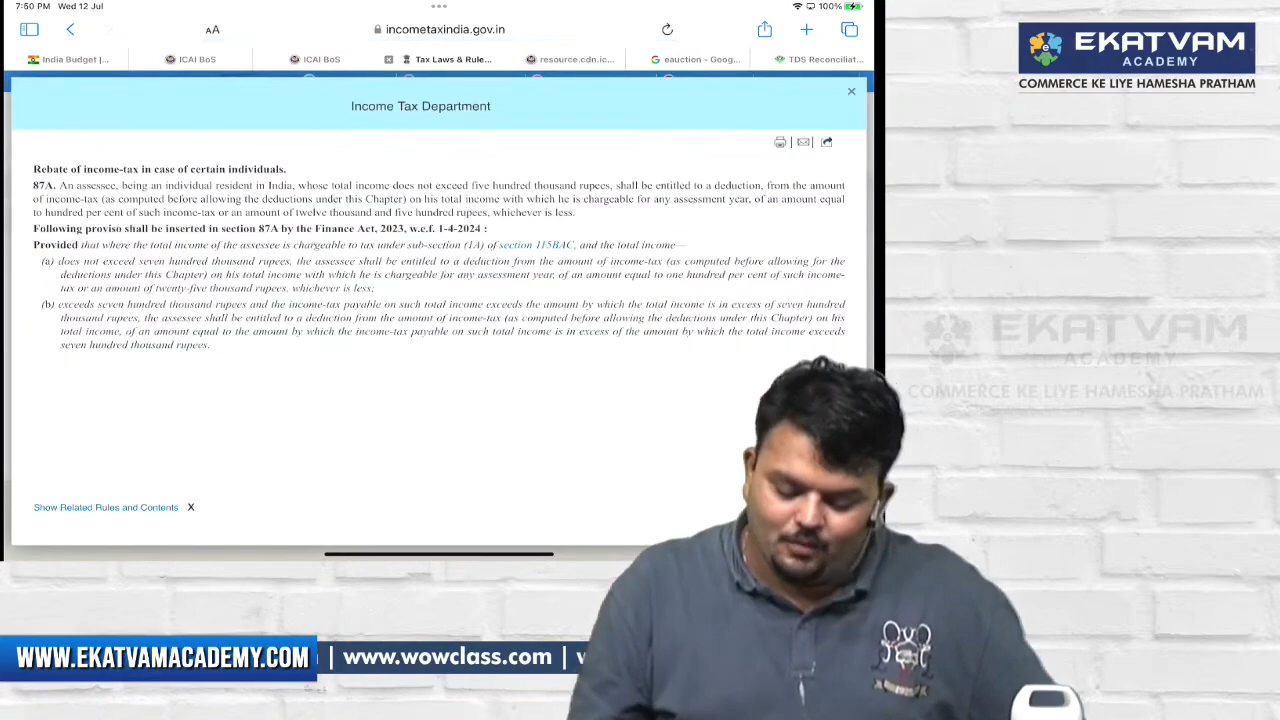 7:50 PM Wed 12 Jul
100%
AA
incometaxindia.gov.in
India Budget |...
ICAI BoS
ICAI BoS
Tax Laws & Rule...
resource.cdn.ic...
eauction - Goog...
TDS Reconciliat...
Income Tax Department
Rebate of income-tax in case of certain individuals.
87A. An assessee, being an individual resident in India, whose total income does not exceed five hundred thousand rupees, shall be entitled to a deduction, from the amount
of income-tax (as computed before allowing the deductions under this Chapter) on his total income with which he is chargeable for any assessment year, of an amount equal
to hundred per cent of such income-tax or an amount of twelve thousand and five hundred rupees, whichever is less.
Following proviso shall be inserted in section 87A by the Finance Act, 2023, w.e.f. 1-4-2024 :
Provided that where the total income of the assessee is chargeable to tax under sub-section (1A) of section 115BAC, and the total income—
(a) does not exceed seven hundred thousand rupees, the assessee shall be entitled to a deduction from the amount of income-tax (as computed before allowing for the
deductions under this Chapter) on his total income with which he is chargeable for any assessment year, of an amount equal to one hundred per cent of such income-
tax or an amount of twenty-five thousand rupees, whichever is less;
(b) exceeds seven hundred thousand rupees and the income-tax payable on such total income exceeds the amount by which the total income is in excess of seven hundred
thousand rupees, the assessee shall be entitled to a deduction from the amount of income-tax (as computed before allowing the deductions under this Chapter) on his
total income, of an amount equal to the amount by which the income-tax payable on such total income is in excess of the amount by which the total income exceeds
seven hundred thousand rupees.
Show Related Rules and Contents X
EKATVAM
ACADEMY
COMMERCE KE LIYE HAMESHA PRATHAM
EKATVAM
ACADEMY
COMMERCE KE LIYE HAMESHA PRATHAM
WWW.EKATVAMACADEMY.COM
| www.wowclass.com |